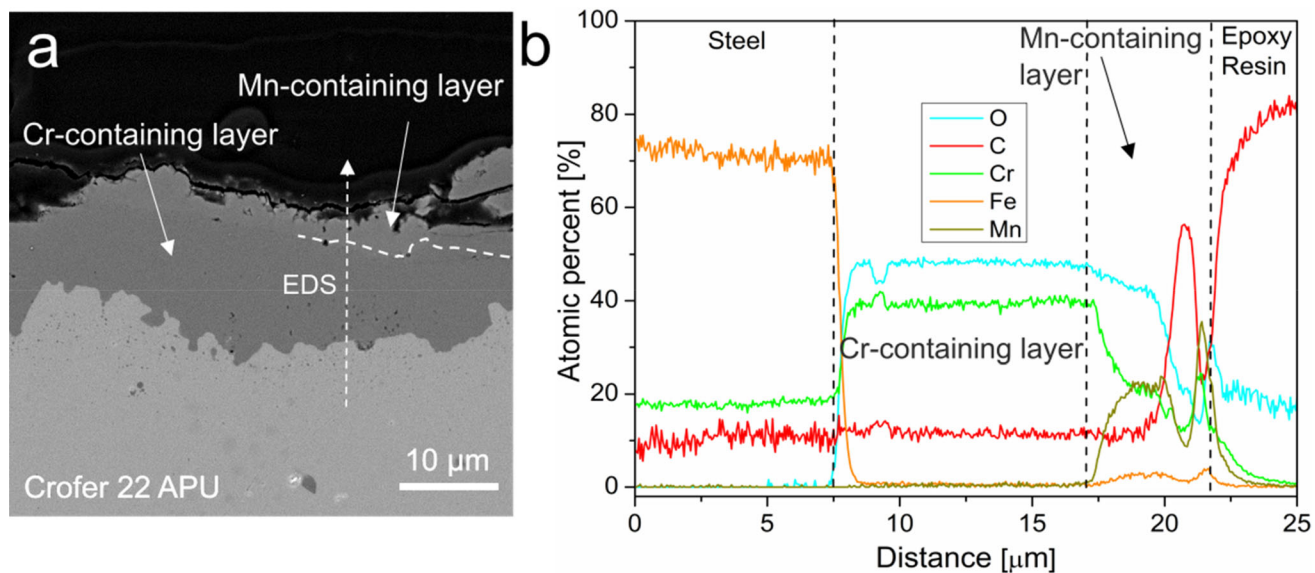 a
Mn-containing layer
Cr-containing layer
EDS
10 μm
Crofer 22 APU
b
Atomic percent [%]
100
80
60
40
20
0
Steel
Mn-containing
layer
Epoxy
Resin
O
C
Cr
Fe
Mn
Cr-containing layer
0
5
10
15
20
25
Distance [μm]